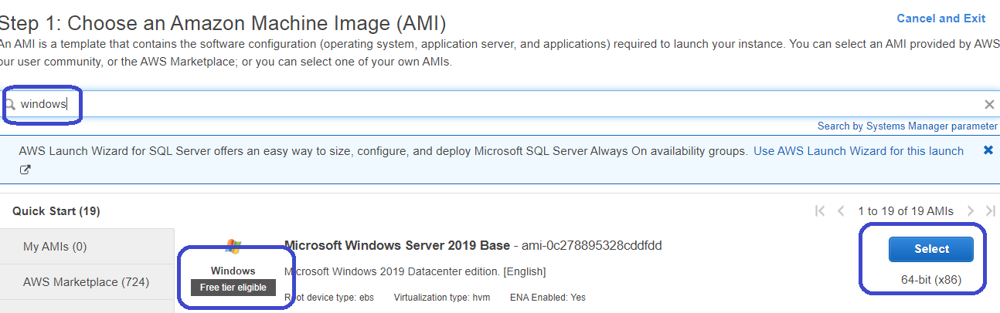 Step 1: Choose an Amazon Machine Image (AMI)
Cancel and Exit
An AMI is a template that contains the software configuration (operating system, application server, and applications) required to launch your instance. You can select an AMI provided by AWS
our user community, or the AWS Marketplace; or you can select one of your own AMIs.
windows
Search by Systems Manager parameter
AWS Launch Wizard for SQL Server offers an easy way to size, configure, and deploy Microsoft SQL Server Always On availability groups. Use AWS Launch Wizard for this launch
Quick Start (19)
1 to 19 of 19 AMIs
My AMIs (0)
AWS Marketplace (724)
Microsoft Windows Server 2019 Base - ami-0c278895328cddfdd
Windows
Free tier eligible
Microsoft Windows 2019 Datacenter edition. [English]
Root device type: ebs Virtualization type: hvm ENA Enabled: Yes
Select
64-bit (x86)